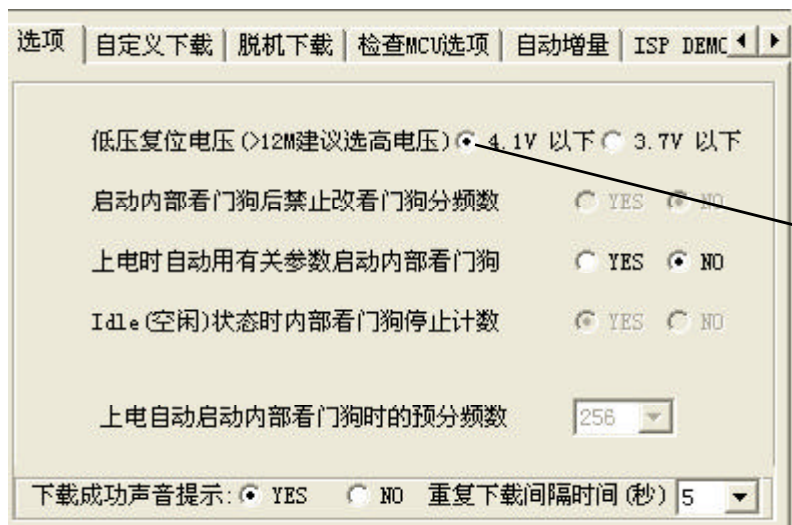 选项 自定义下载 脱机下载 检查MCU选项 自动增量 ISP DEMC
低压复位电压(>12M建议选高电压) 4.1V 以下 3.7V 以下
启动内部看门狗后禁止改看门狗分频数 YES NO
上电时自动用有关参数启动内部看门狗 YES NO
Idle(空闲)状态时内部看门狗停止计数 YES NO
上电自动启动内部看门狗时的预分频数 256
下载成功声音提示: YES NO 重复下载间隔时间(秒) 5